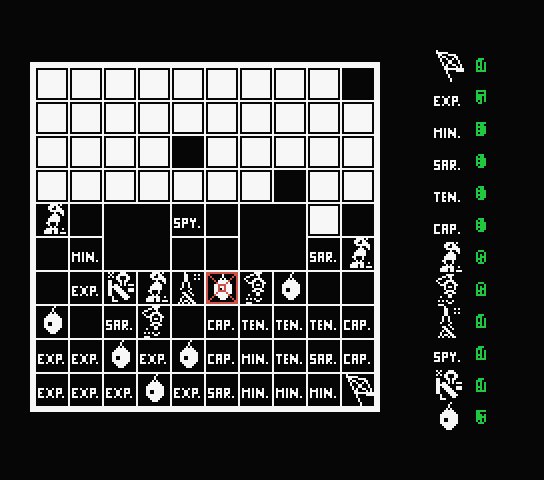 SPY.
MIN. SAR.
EXP.
SAR. CAP. TEN. TEN. TEN. CAP.
EXP. EXP. EXP. CAP. MIN. TEN. SAR. CAP.
EXP. EXP. EXP. EXP. SAR. MIN. MIN. MIN.
EXP.
MIN.
SAR.
TEN.
CAP.
SPY.